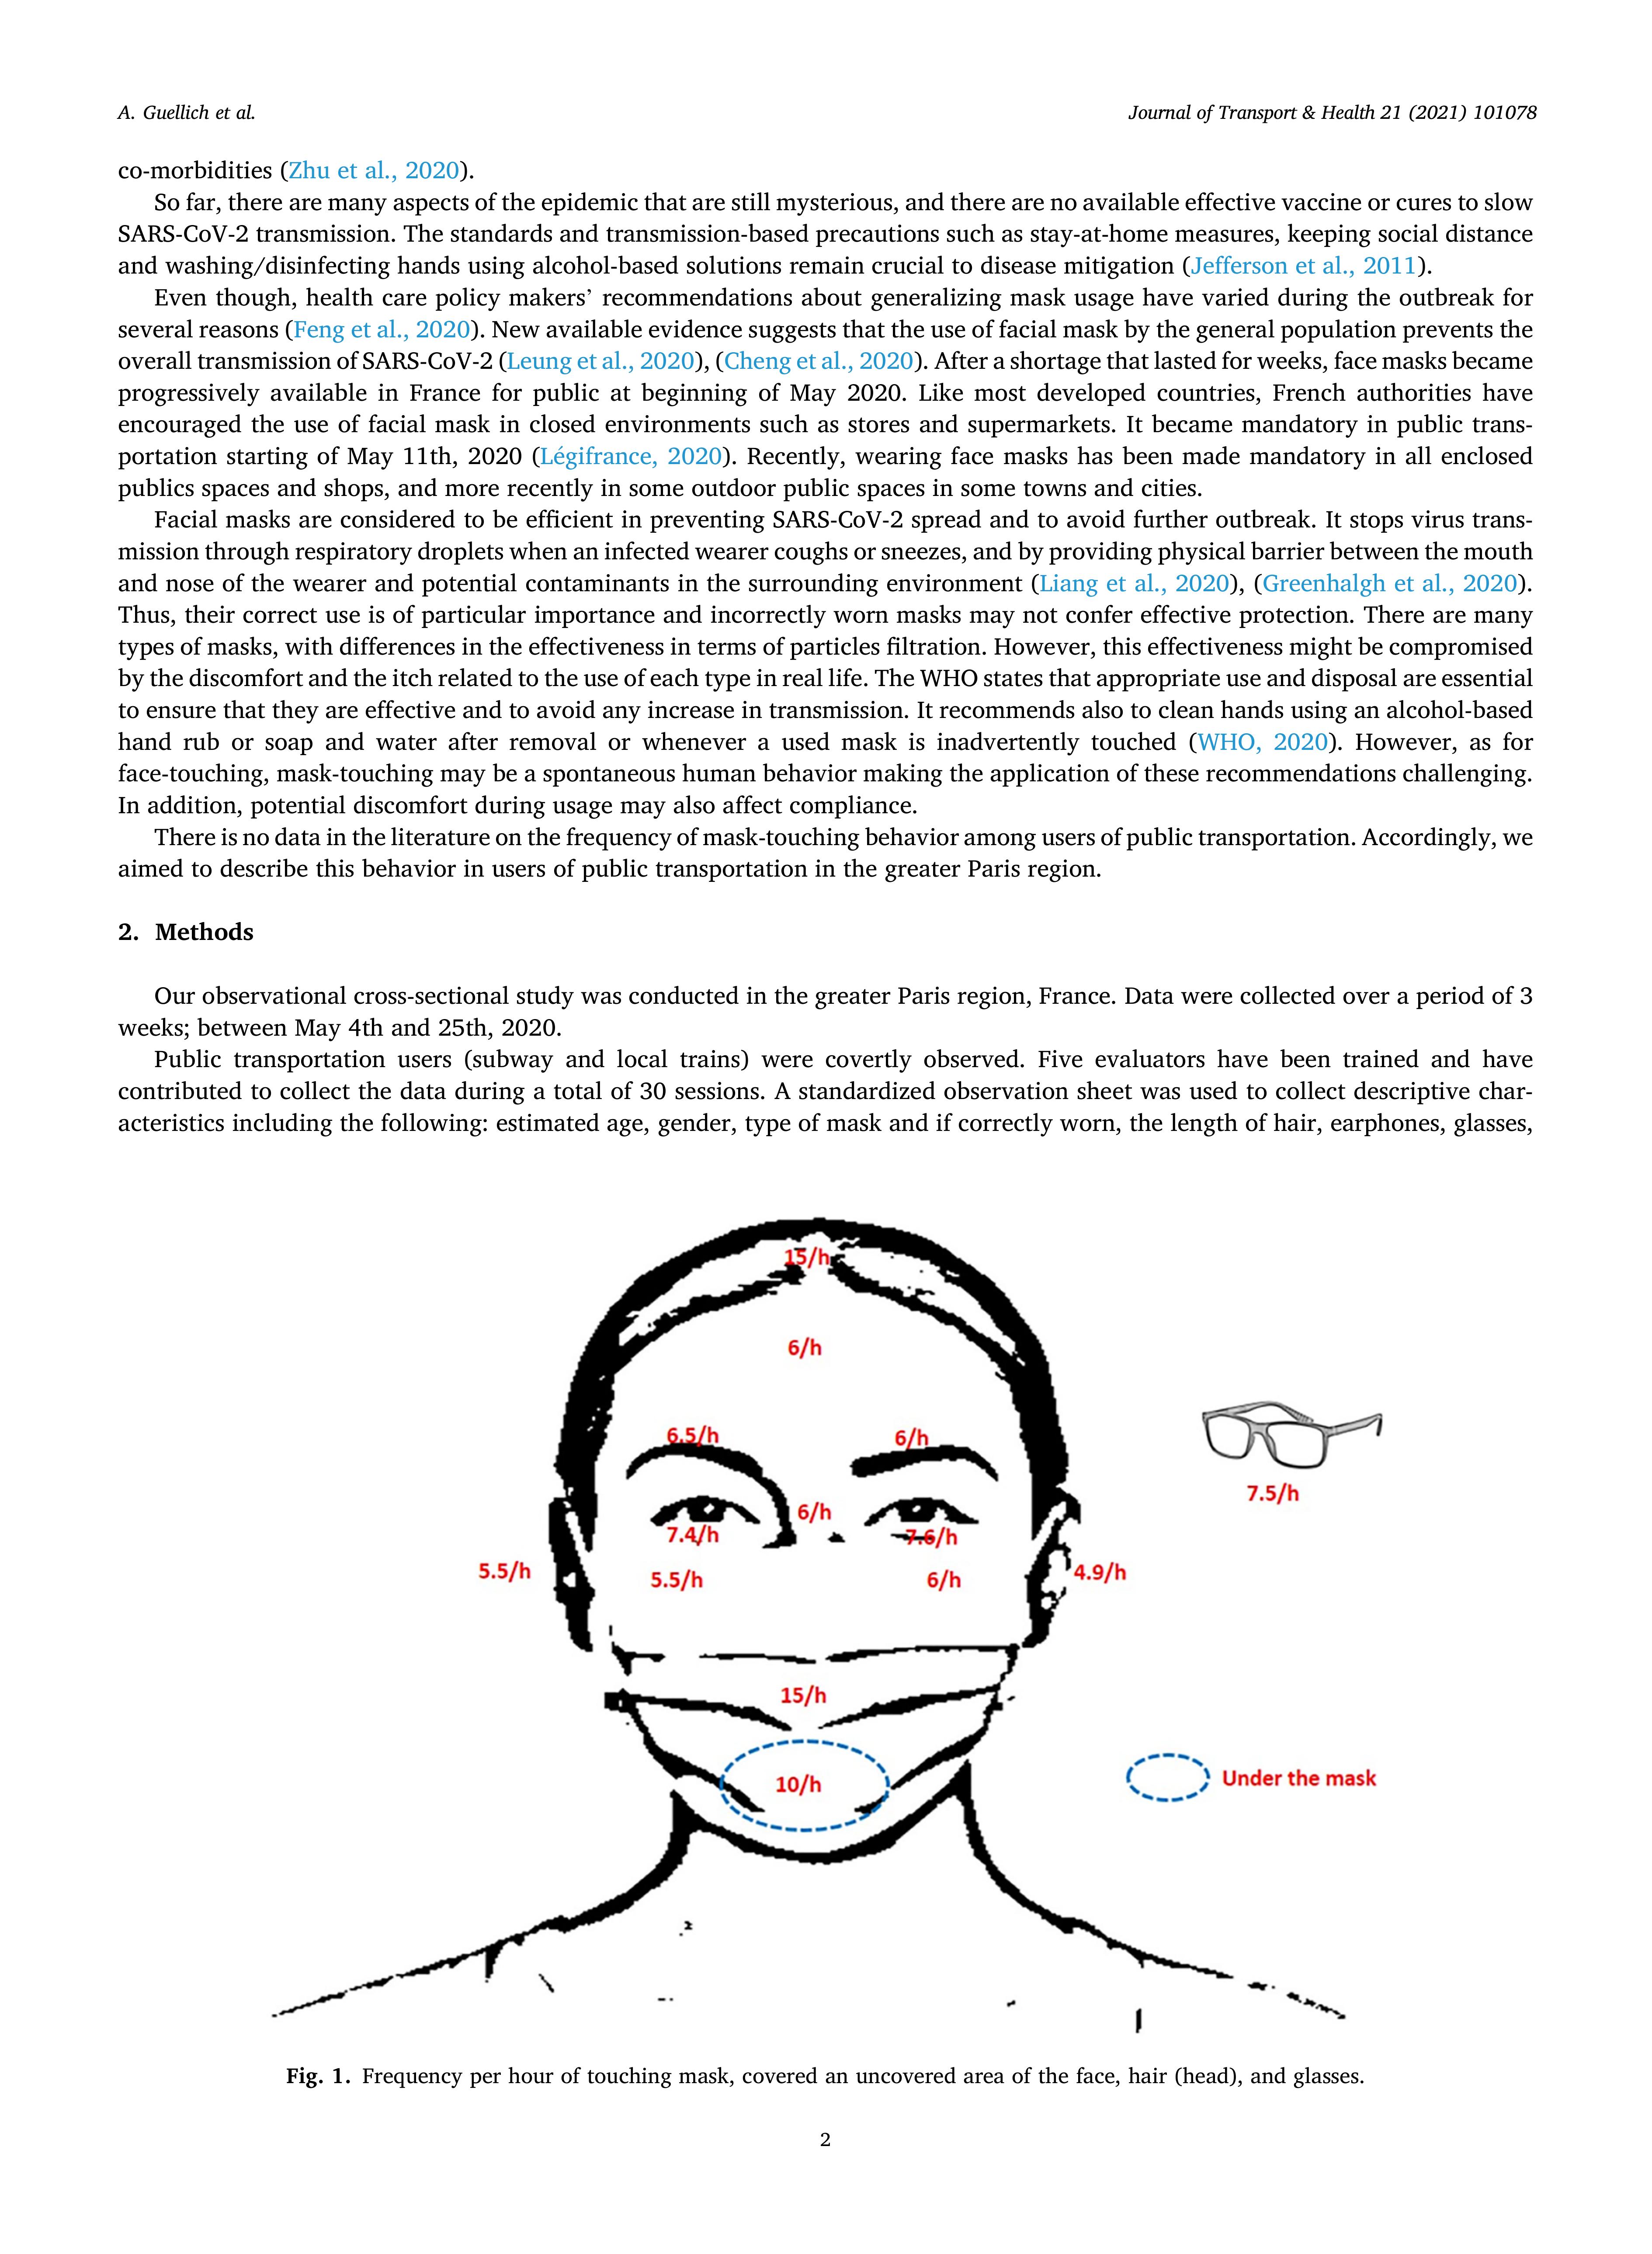 A. Guellich et al.
Journal of Transport & Health 21 (2021) 101078
co-morbidities (Zhu et al., 2020).
So far, there are many aspects of the epidemic that are still mysterious, and there are no available effective vaccine or cures to slow
SARS-CoV-2 transmission. The standards and transmission-based precautions such as stay-at-home measures, keeping social distance
and washing/disinfecting hands using alcohol-based solutions remain crucial to disease mitigation (Jefferson et al., 2011).
Even though, health care policy makers’ recommendations about generalizing mask usage have varied during the outbreak for
several reasons (Feng et al., 2020). New available evidence suggests that the use of facial mask by the general population prevents the
overall transmission of SARS-CoV-2 (Leung et al., 2020), (Cheng et al., 2020). After a shortage that lasted for weeks, face masks became
progressively available in France for public at beginning of May 2020. Like most developed countries, French authorities have
encouraged the use of facial mask in closed environments such as stores and supermarkets. It became mandatory in public trans-
portation starting of May 11th, 2020 (Légifrance, 2020). Recently, wearing face masks has been made mandatory in all enclosed
publics spaces and shops, and more recently in some outdoor public spaces in some towns and cities.
Facial masks are considered to be efficient in preventing SARS-CoV-2 spread and to avoid further outbreak. It stops virus trans-
mission through respiratory droplets when an infected wearer coughs or sneezes, and by providing physical barrier between the mouth
and nose of the wearer and potential contaminants in the surrounding environment (Liang et al., 2020), (Greenhalgh et al., 2020).
Thus, their correct use is of particular importance and incorrectly worn masks may not confer effective protection. There are many
types of masks, with differences in the effectiveness in terms of particles filtration. However, this effectiveness might be compromised
by the discomfort and the itch related to the use of each type in real life. The WHO states that appropriate use and disposal are essential
to ensure that they are effective and to avoid any increase in transmission. It recommends also to clean hands using an alcohol-based
hand rub or soap and water after removal or whenever a used mask is inadvertently touched (WHO, 2020). However, as for
face-touching, mask-touching may be a spontaneous human behavior making the application of these recommendations challenging.
In addition, potential discomfort during usage may also affect compliance.
There is no data in the literature on the frequency of mask-touching behavior among users of public transportation. Accordingly, we
aimed to describe this behavior in users of public transportation in the greater Paris region.
2. Methods
Our observational cross-sectional study was conducted in the greater Paris region, France. Data were collected over a period of 3
weeks; between May 4th and 25th, 2020.
Public transportation users (subway and local trains) were covertly observed. Five evaluators have been trained and have
contributed to collect the data during a total of 30 sessions. A standardized observation sheet was used to collect descriptive char-
acteristics including the following: estimated age, gender, type of mask and if correctly worn, the length of hair, earphones, glasses,
15/h
6/h
6.5/h
6/h
7.5/h
6/h
7.4/h
7.6/h
5.5/h
5.5/h
6/h
4.9/h
15/h
10/h
Under the mask
Fig. 1. Frequency per hour of touching mask, covered an uncovered area of the face, hair (head), and glasses.
2